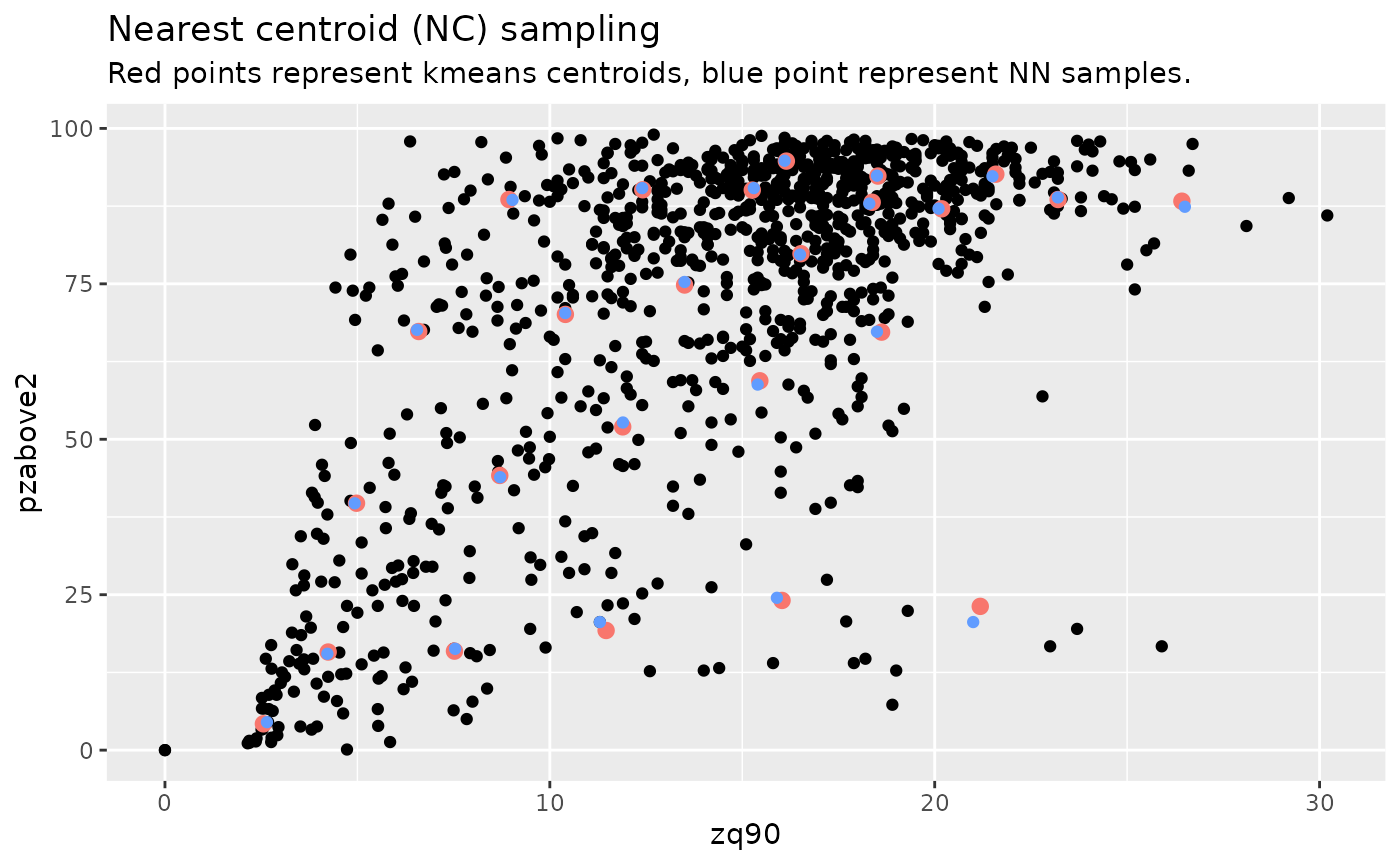 Nearest centroid (NC) sampling
Red points represent kmeans centroids, blue point represent NN samples.
100
75
50
25
0
pzabove2
0 10 20 30
zq90